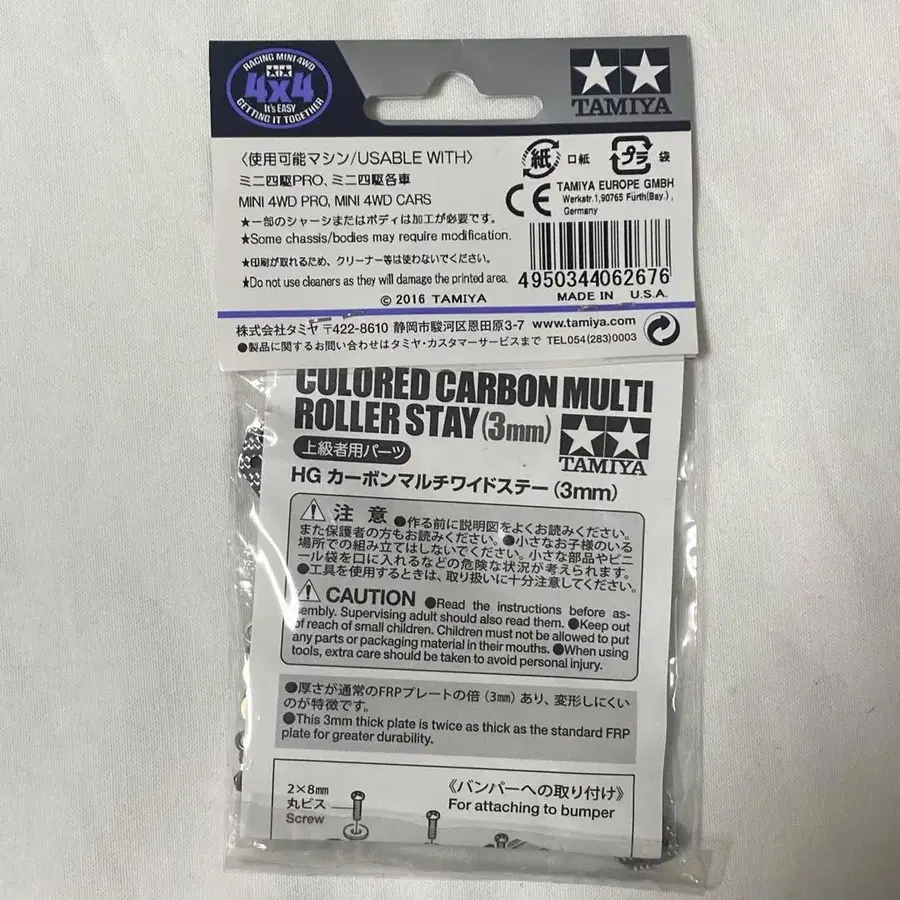 RACING MINI 4WD
4x4
It's EASY
GETTING IT TOGETHER
TAMIYA
〈使用可能マシン/USABLE WITH〉
ミニ四駆PRO、ミニ四駆各車
MINI 4WD PRO, MINI 4WD CARS
★一部のシャーシまたはボディは加工が必要です。
★Some chassis/bodies may require modification.
★印刷が取れるため、クリーナー等は使わないでください。
★Do not use cleaners as they will damage the printed area.
© 2016 TAMIYA
紙 口紙
プラ 袋
CE
TAMIYA EUROPE GMBH
Werkstr.1,90765 Fürth(Bay.),
Germany
4950344062676
MADE IN U.S.A.
株式会社タミヤ 〒422-8610 静岡市駿河区恩田原3-7 www.tamiya.com
●製品に関するお問い合わせはタミヤ・カスタマーサービスまで TEL054(283)0003
COLORED CARBON MULTI
ROLLER STAY (3mm)
TAMIYA
上級者用パーツ
HG カーボンマルチワイドステー(3mm)
注意 ●作る前に説明図をよくお読みください。
また保護者の方もお読みください。●小さなお子様のいる
場所での組み立てはしないでください。小さな部品やビニ
ール袋を口に入れるなどの危険な状況が考えられます。
●工具を使用するときは、取り扱いに十分注意してください。
CAUTION ●Read the instructions before as-
sembly. Supervising adult should also read them. ●Keep out
of reach of small children. Children must not be allowed to put
any parts or packaging material in their mouths. ●When using
tools, extra care should be taken to avoid personal injury.
●厚さが通常のFRPプレートの倍(3mm)あり、変形しにくい
のが特徴です。
●This 3mm thick plate is twice as thick as the standard FRP
plate for greater durability.
2×8mm
丸ビス
Screw
《バンパーへの取り付け》
For attaching to bumper